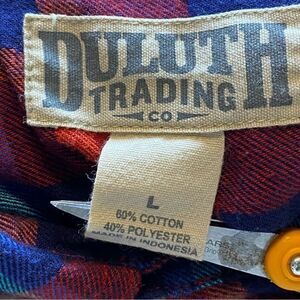 DULUTH
TRADING
CO
L
60% COTTON
40% POLYESTER
MADE IN INDONESIA